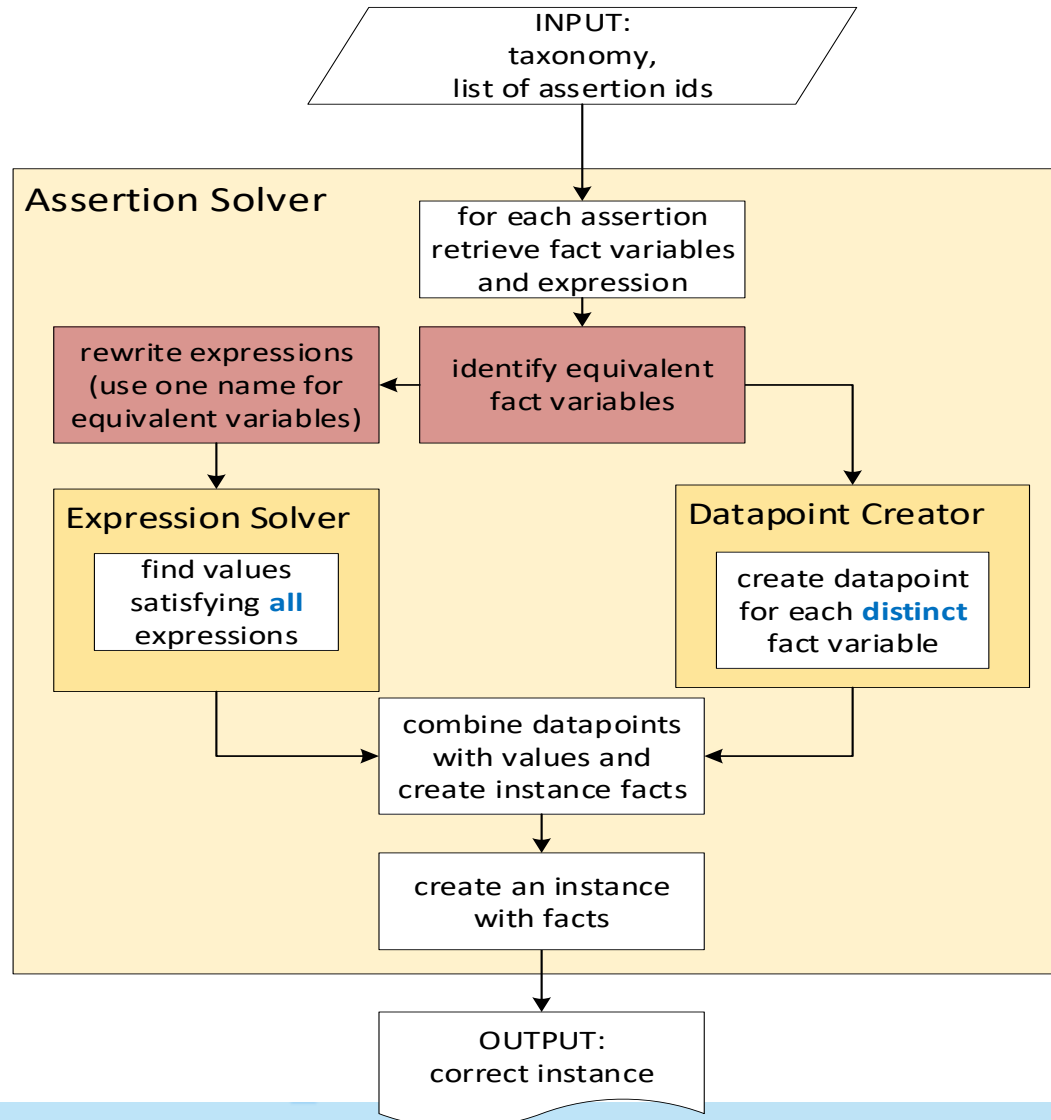 INPUT:
taxonomy,
list of assertion ids
Assertion Solver
for each assertion
retrieve fact variables
and expression
rewrite expressions
(use one name for
equivalent variables)
identify equivalent
fact variables
Expression Solver
find values
satisfying all
expressions
Datapoint Creator
create datapoint
for each distinct
fact variable
combine datapoints
with values and
create instance facts
create an instance
with facts
OUTPUT:
correct instance